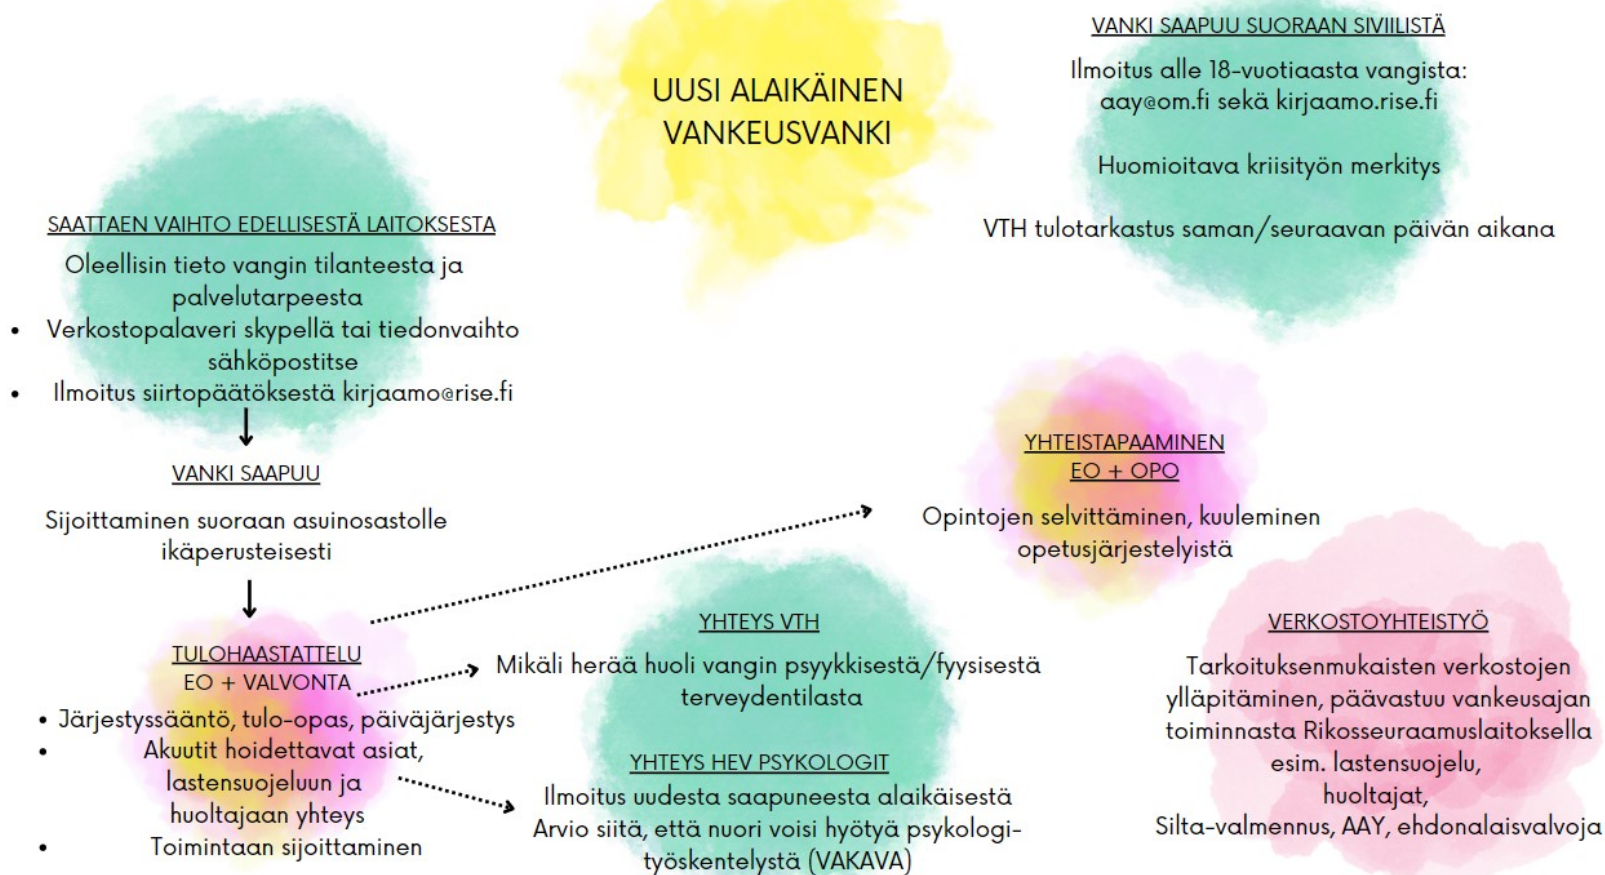 UUSI ALAIKÄINEN
VANKEUSVANKI
VANKI SAAPUU SUORAAN SIVIILISTÄ
Ilmoitus alle 18-vuotiaasta vangista:
aay@om.fi sekä kirjaamo.rise.fi
Huomioitava kriisityön merkitys
VTH tulotarkastus saman/seuraavan päivän aikana
SAATTAEN VAIHTO EDELLISESTÄ LAITOKSESTA
Oleellisin tieto vangin tilanteesta ja
palvelutarpeesta
• Verkostopalaveri skypellä tai tiedonvaihto
sähköpostitse
• Ilmoitus siirtopäätöksestä kirjaamo@rise.fi
VANKI SAAPUU
Sijoittaminen suoraan asuinosastolle
ikäperusteisesti
TULOHAASTATTELU
EO + VALVONTA
• Järjestyssääntö, tulo-opas, päiväjärjestys
• Akuutit hoidettavat asiat,
lastensuojeluun ja
huoltajaan yhteys
• Toimintaan sijoittaminen
YHTEISTAPAAMINEN
EO + OPO
Opintojen selvittäminen, kuuleminen
opetusjärjestelyistä
YHTEYS VTH
Mikäli herää huoli vangin psyykkisestä/fyysisestä
terveydentilasta
YHTEYS HEV PSYKOLOGIT
Ilmoitus uudesta saapuneesta alaikäisestä
Arvio siitä, että nuori voisi hyötyä psykologi-
työskentelystä (VAKAVA)
VERKOSTOYHTEISTYÖ
Tarkoituksenmukaisten verkostojen
ylläpitäminen, päävastuu vankeusajan
toiminnasta Rikosseuraamuslaitoksella
esim. lastensuojelu,
huoltajat,
Silta-valmennus, AAY, ehdonalaisvalvoja